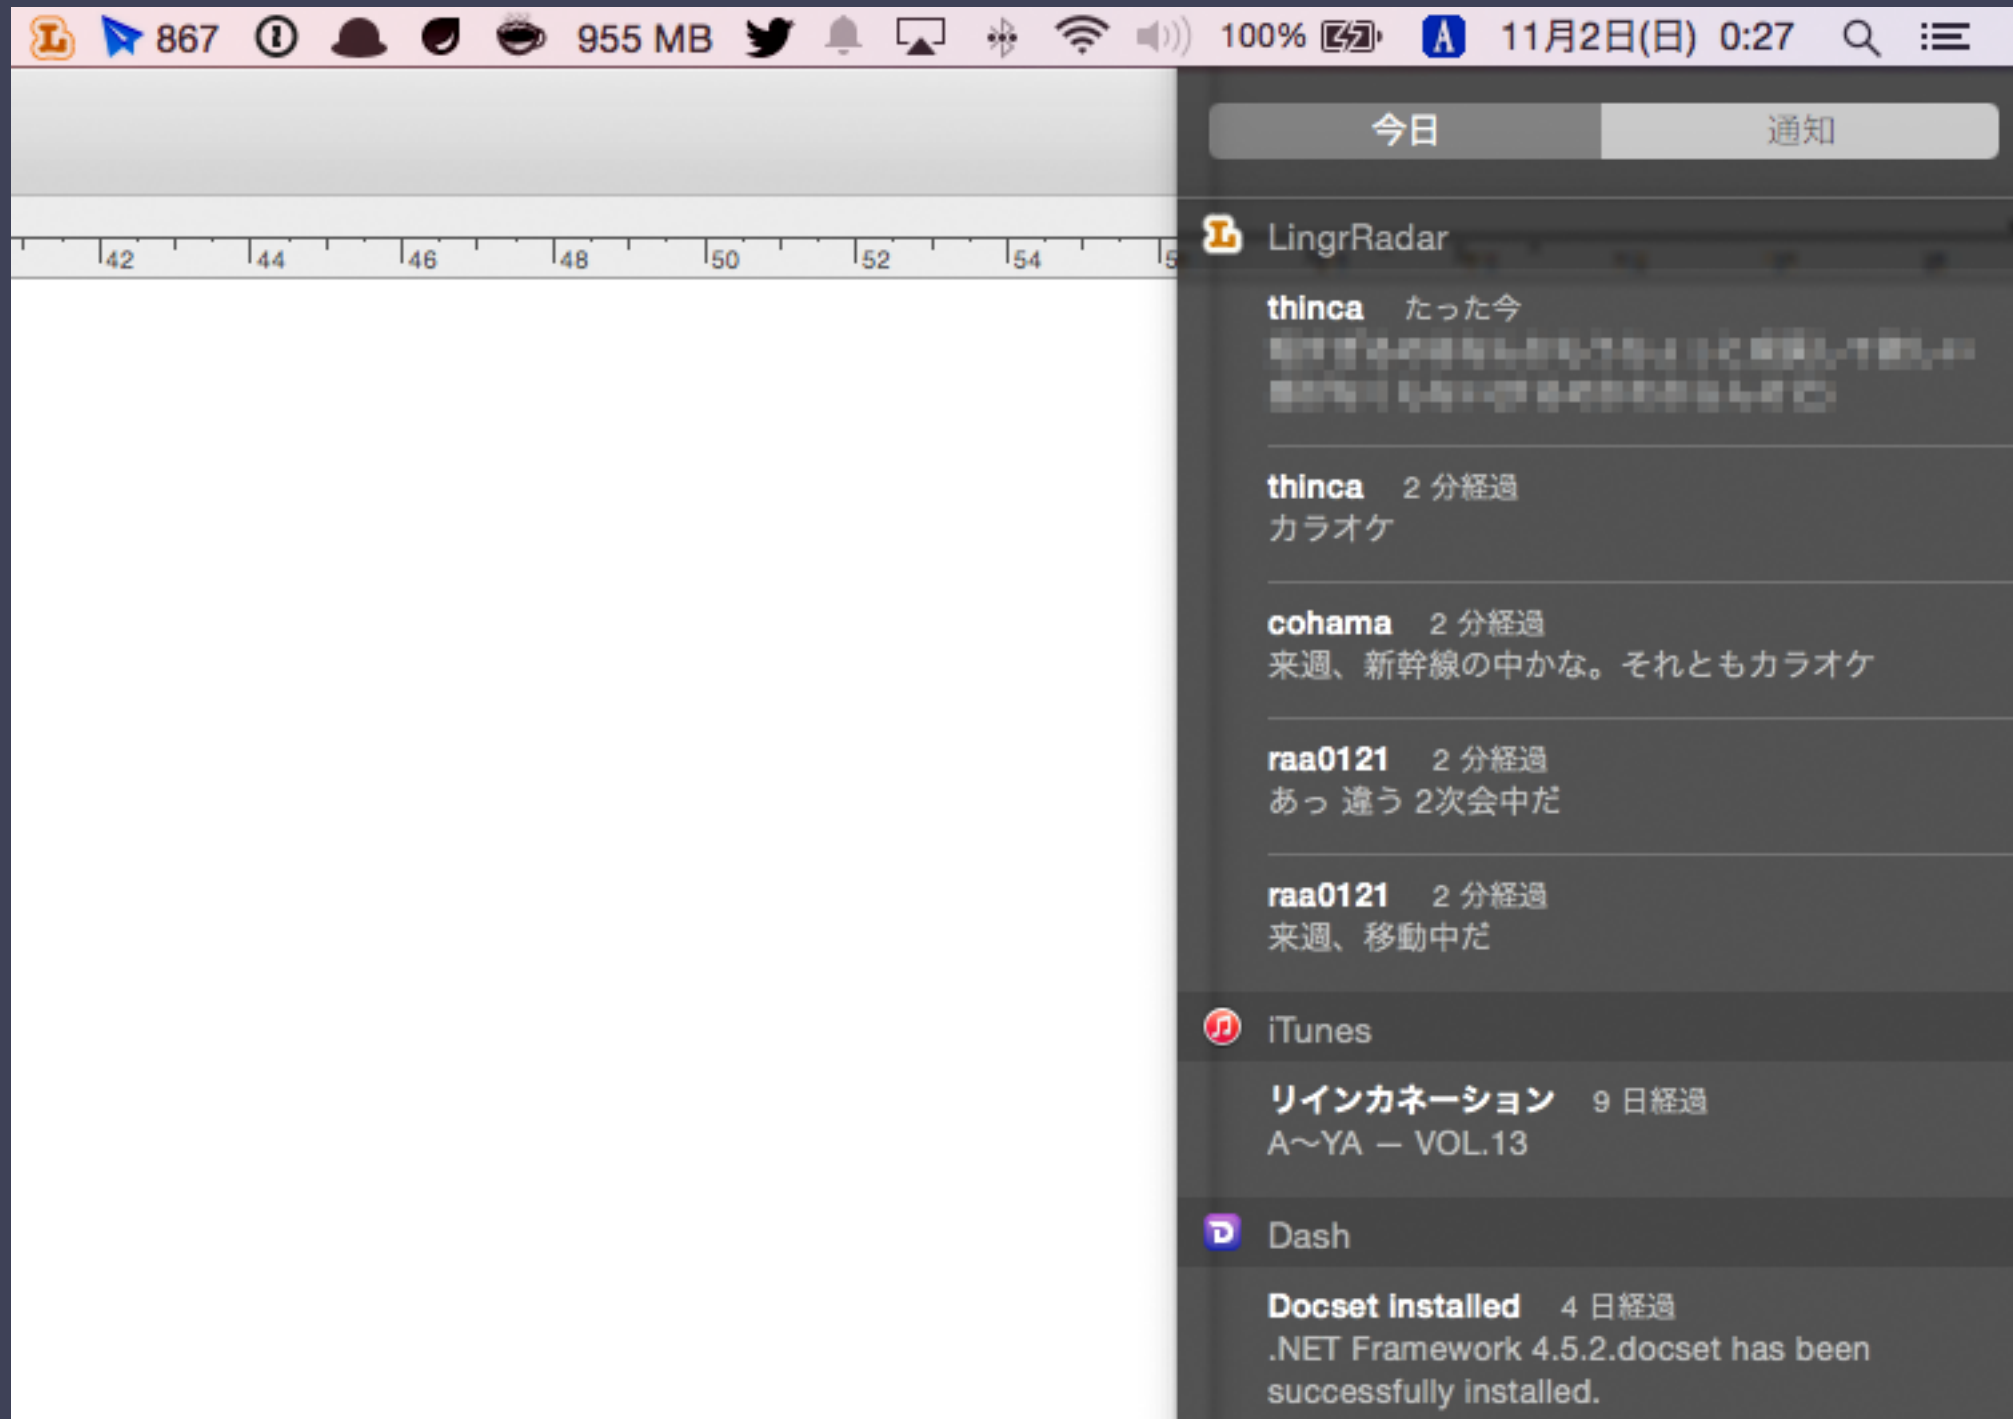 867 955 MB 100% A 11月2日(日) 0:27
今日 通知
42 44 46 48 50 52 54
LingrRadar
thinca たった今
thinca 2 分経過
カラオケ
cohama 2 分経過
来週、新幹線の中かな。それともカラオケ
raa0121 2 分経過
あっ 違う 2次会中だ
raa0121 2 分経過
来週、移動中だ
iTunes
リインカネーション 9 日経過
A〜YA — VOL.13
Dash
Docset installed 4 日経過
.NET Framework 4.5.2.docset has been
successfully installed.